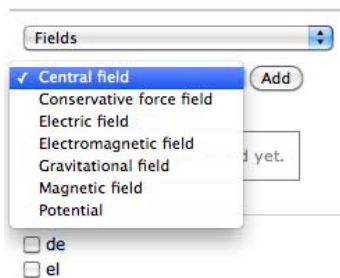 Fields
✓ Central field
Add
Conservative force field
Electric field
Electromagnetic field
yet.
Gravitational field
Magnetic field
Potential
de
el